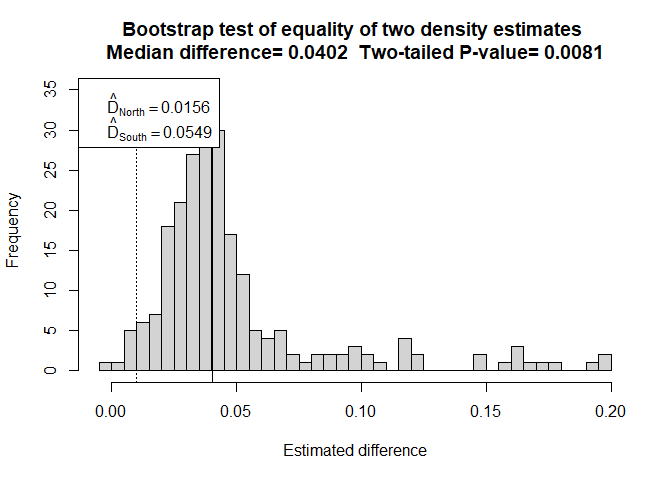 Bootstrap test of equality of two density estimates
Median difference= 0.0402 Two-tailed P-value= 0.0081
D̂North = 0.0156
D̂South = 0.0549
Frequency
35
30
25
20
15
10
5
0
0.00 0.05 0.10 0.15 0.20
Estimated difference